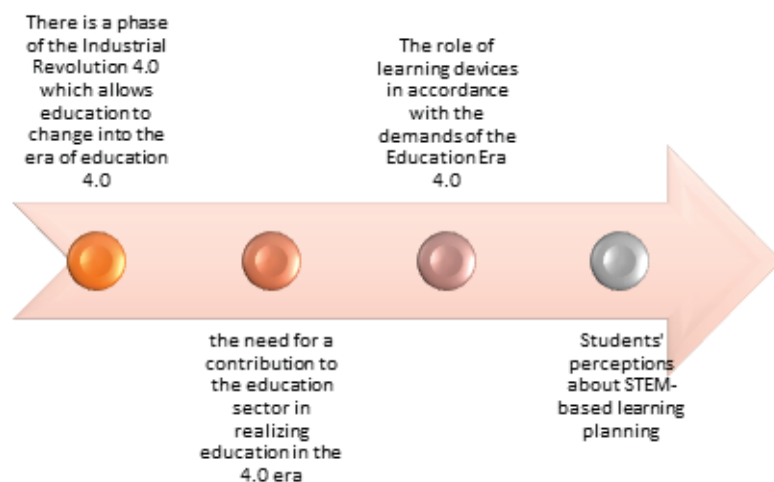 There is a phase
of the Industrial
Revolution 4.0
which allows
education to
change into the
era of education
4.0
the need for a
contribution to
the education
sector in
realizing
education in the
4.0 era
The role of
learning devices
in accordance
with the
demands of the
Education Era
4.0
Students'
perceptions
about STEM-
based learning
planning